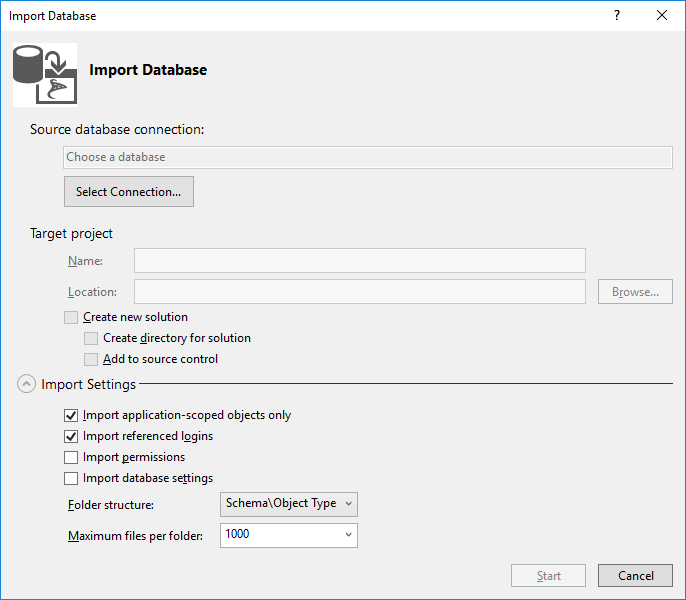 Import Database
?
Import Database
Source database connection:
Choose a database
Select Connection...
Target project
Name:
Location:
Browse...
Create new solution
Create directory for solution
Add to source control
Import Settings
Import application-scoped objects only
Import referenced logins
Import permissions
Import database settings
Folder structure: Schema\Object Type
Maximum files per folder: 1000
Start Cancel